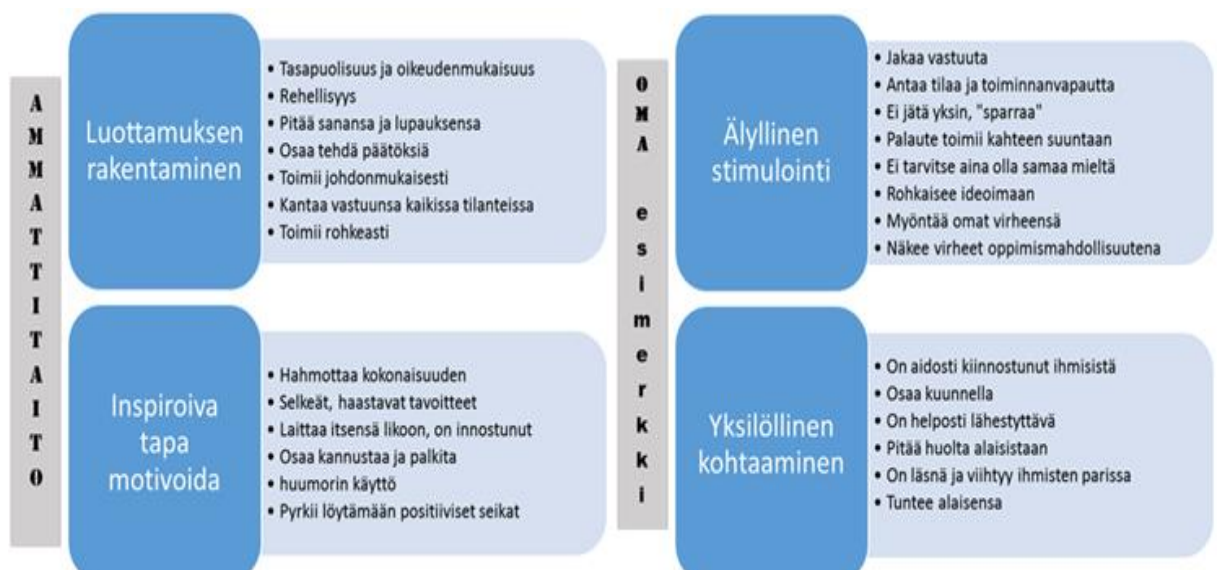 AMMATTITAITO
Luottamuksen
rakentaminen
• Tasapuolisuus ja oikeudenmukaisuus
• Rehellisyys
• Pitää sanansa ja lupauksensa
• Osaa tehdä päätöksiä
• Toimii johdonmukaisesti
• Kantaa vastuunsa kaikissa tilanteissa
• Toimii rohkeasti
Inspiroiva
tapa
motivoida
• Hahmottaa kokonaisuuden
• Selkeät, haastavat tavoitteet
• Laittaa itsensä likoon, on innostunut
• Osaa kannustaa ja palkita
• huumorin käyttö
• Pyrkii löytämään positiiviset seikat
OMA esimerkki
Älyllinen
stimulointi
• Jakaa vastuuta
• Antaa tilaa ja toiminnanvapautta
• Ei jätä yksin, "sparraa"
• Palaute toimii kahteen suuntaan
• Ei tarvitse aina olla samaa mieltä
• Rohkaisee ideoimaan
• Myöntää omat virheensä
• Näkee virheet oppimismahdollisuutena
Yksilöllinen
kohtaaminen
• On aidosti kiinnostunut ihmisistä
• Osaa kuunnella
• On helposti lähestyttävä
• Pitää huolta alaisistaan
• On läsnä ja viihtyy ihmisten parissa
• Tuntee alaisensa